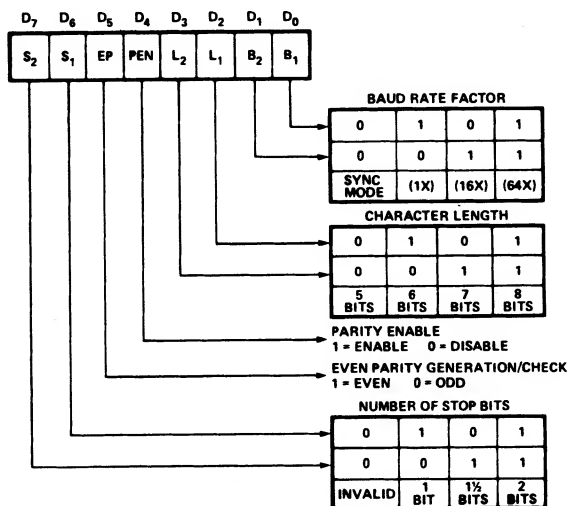 D7 D6 D5 D4 D3 D2 D1 D0
S2 S1 EP PEN L2 L1 B2 B1
BAUD RATE FACTOR
0 1 0 1
0 0 1 1
SYNC MODE (1X) (16X) (64X)
CHARACTER LENGTH
0 1 0 1
0 0 1 1
5 BITS 6 BITS 7 BITS 8 BITS
PARITY ENABLE
1 = ENABLE 0 = DISABLE
EVEN PARITY GENERATION/CHECK
1 = EVEN 0 = ODD
NUMBER OF STOP BITS
0 1 0 1
0 0 1 1
INVALID 1 BIT 1½ BITS 2 BITS